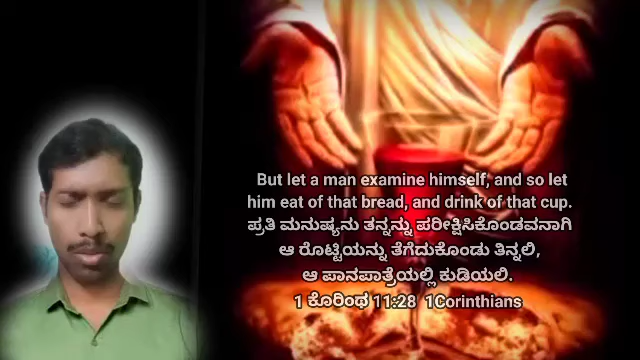 But let a man examine himself, and so let
him eat of that bread, and drink of that cup.
ಪ್ರತಿ ಮನುಷ್ಯನು ತನ್ನನ್ನು ಪರೀಕ್ಷಿಸಿಕೊಂಡವನಾಗಿ
ಆ ರೊಟ್ಟಿಯನ್ನು ತೆಗೆದುಕೊಂಡು ತಿನ್ನಲಿ,
ಆ ಪಾನಪಾತ್ರೆಯಲ್ಲಿ ಕುಡಿಯಲಿ.
1 ಕೊರಿಂಥ 11:28 1Corinthians